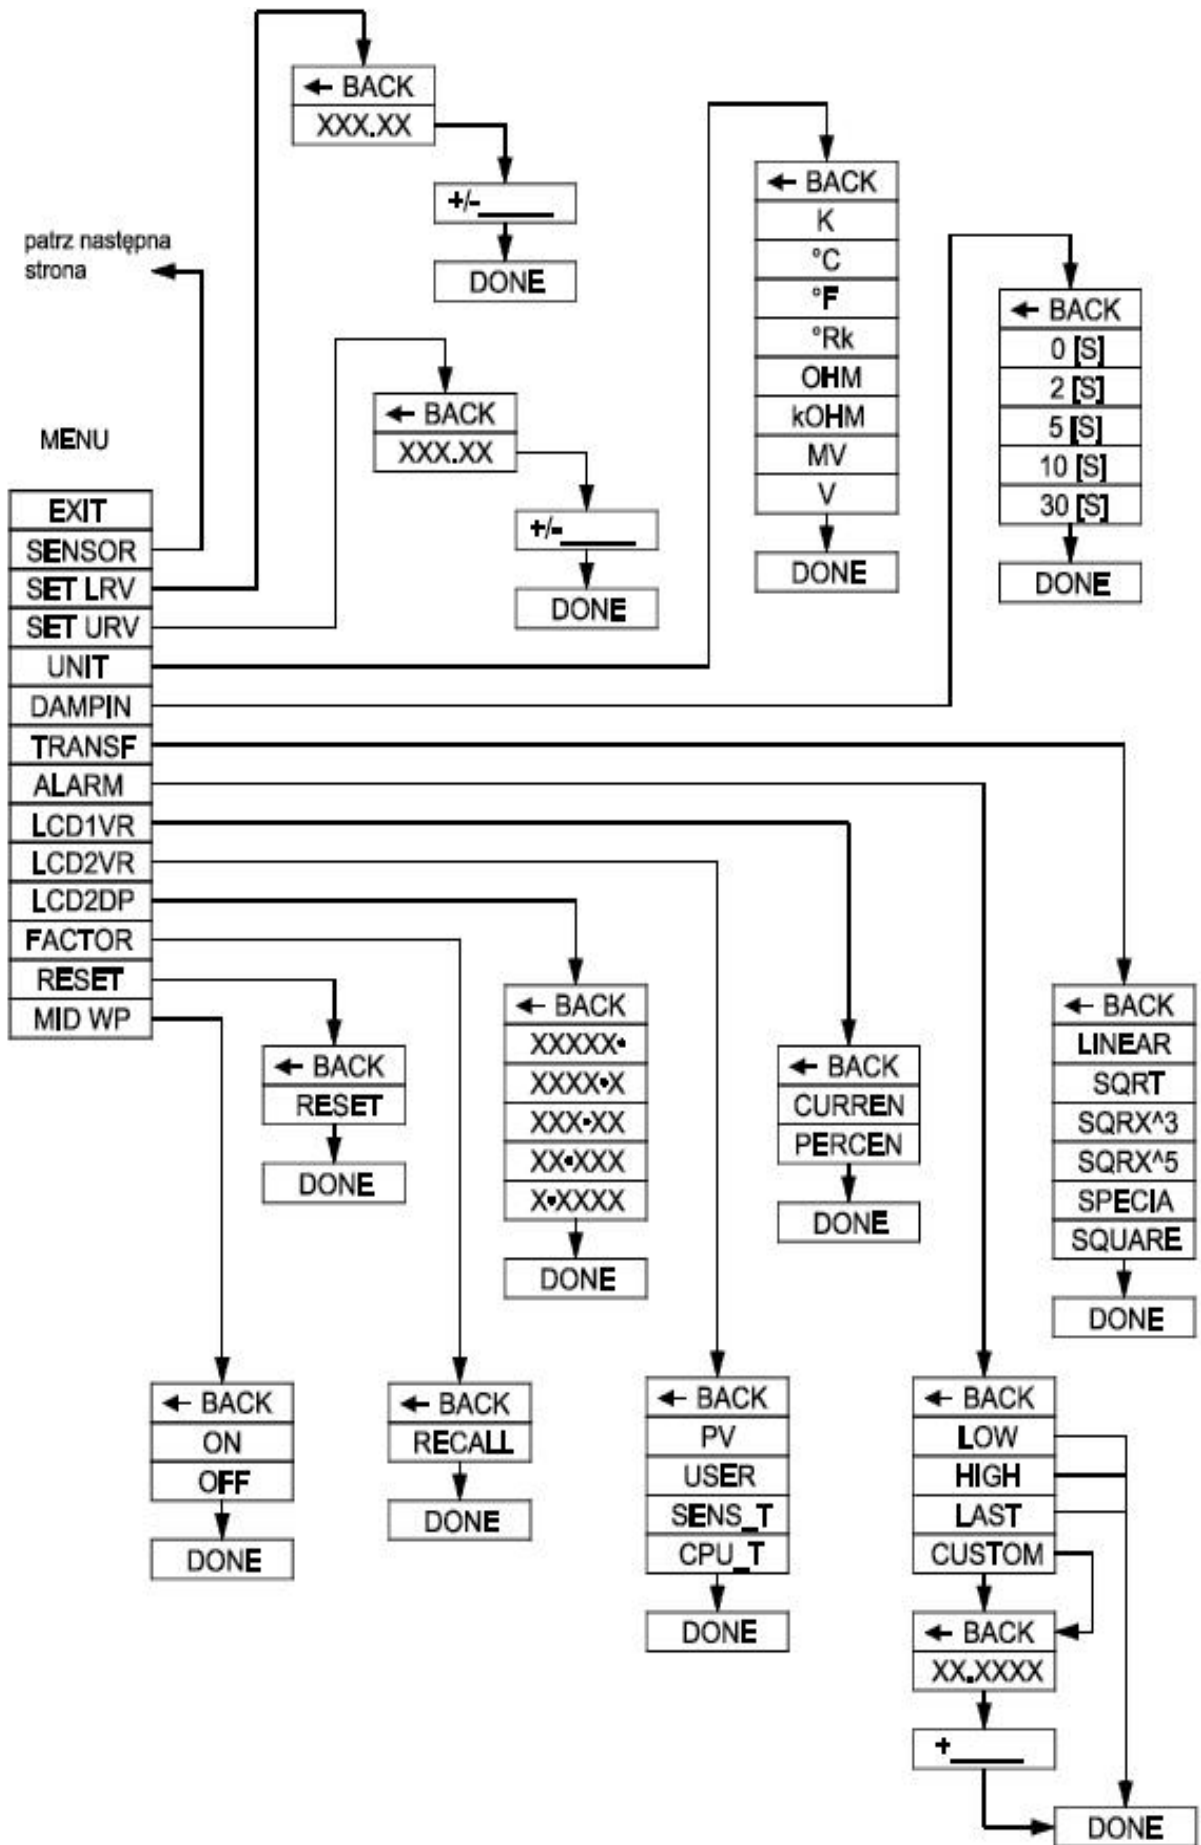 ← BACK
XXX.XX
+/-______
DONE
patrz następna
strona
← BACK
K
°C
°F
°Rk
OHM
kOHM
MV
V
DONE
← BACK
0 [S]
2 [S]
5 [S]
10 [S]
30 [S]
DONE
← BACK
XXX.XX
+/-______
DONE
MENU
EXIT
SENSOR
SET LRV
SET URV
UNIT
DAMPIN
TRANSF
ALARM
LCD1VR
LCD2VR
LCD2DP
FACTOR
RESET
MID WP
← BACK
RESET
DONE
← BACK
XXXXX•
XXXX•X
XXX•XX
XX•XXX
X•XXXX
DONE
← BACK
CURREN
PERCEN
DONE
← BACK
LINEAR
SQRT
SQRX^3
SQRX^5
SPECIA
SQUARE
DONE
← BACK
ON
OFF
DONE
← BACK
RECALL
DONE
← BACK
PV
USER
SENS_T
CPU_T
DONE
← BACK
LOW
HIGH
LAST
CUSTOM
← BACK
XX.XXXX
+______
DONE